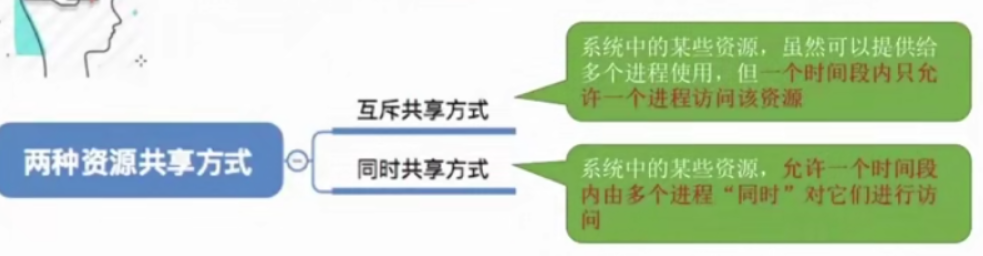 系统中的某些资源,虽然可以提供给
多个进程使用,但一个时间段内只允
许一个进程访问该资源
互斥共享方式
两种资源共享方式
同时共享方式
系统中的某些资源,允许一个时间段
内由多个进程“同时”对它们进行访
问